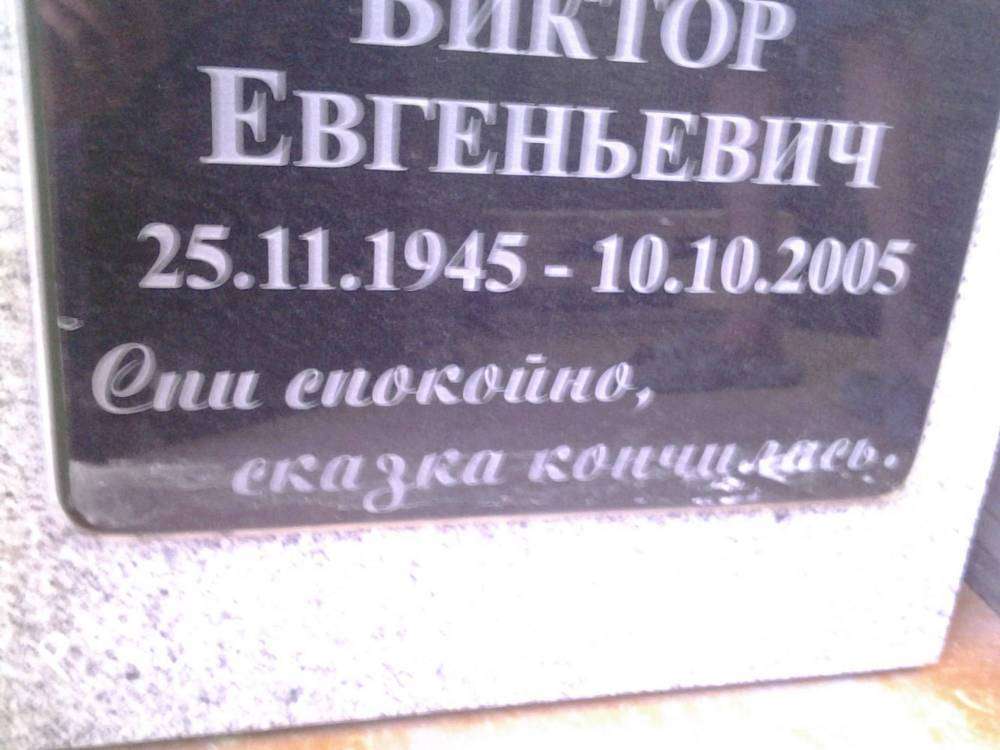 Виктор
Евгеньевич
25.11.1945 - 10.10.2005
Спи спокойно,
сказка кончилась.